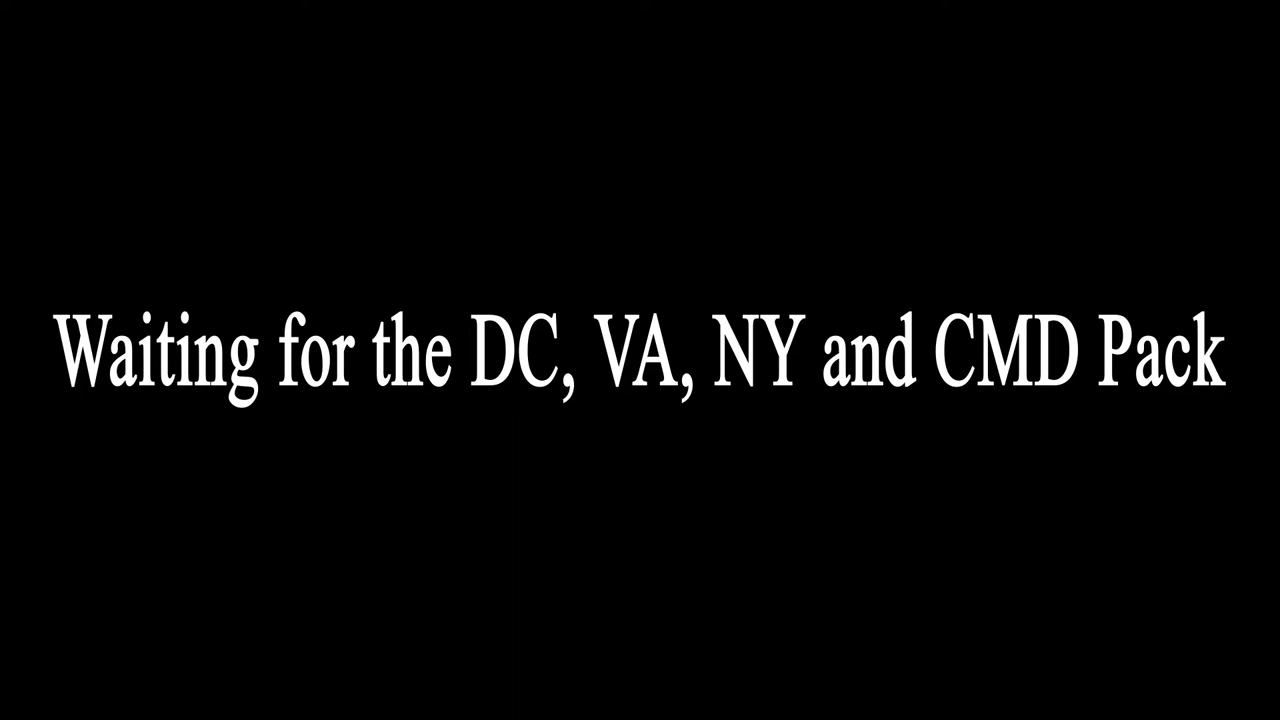 Waiting for the DC, VA, NY and CMD Pack